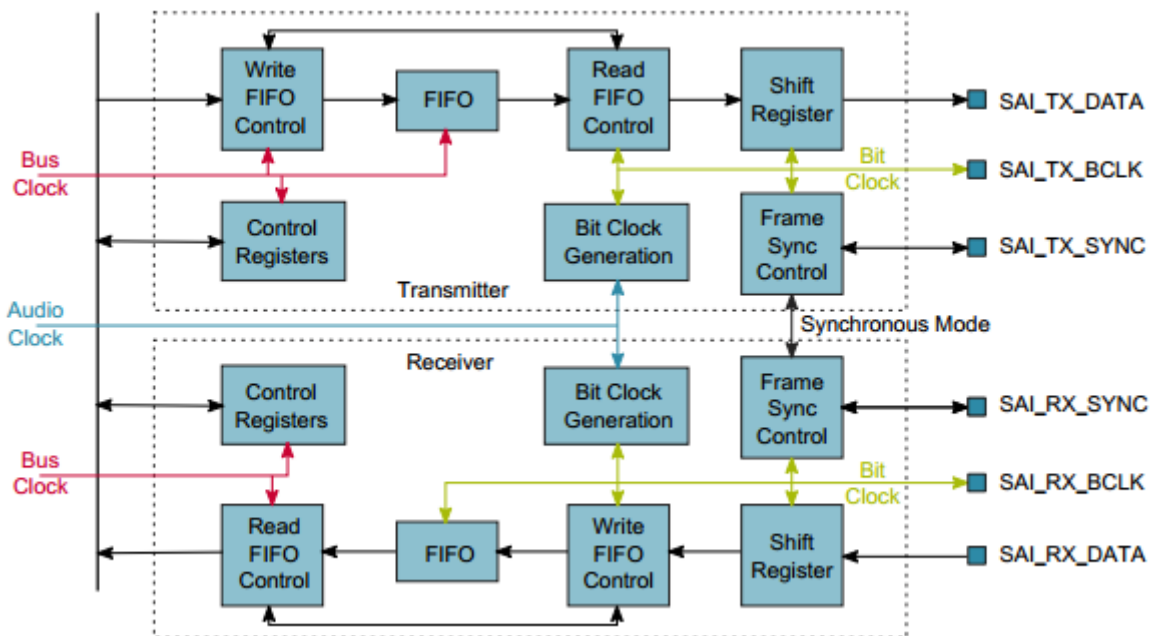 Write
FIFO
Control
FIFO
Read
FIFO
Control
Shift
Register
SAI_TX_DATA
Bus
Clock
Bit
Clock
SAI_TX_BCLK
Control
Registers
Bit Clock
Generation
Frame
Sync
Control
SAI_TX_SYNC
Transmitter
Audio
Clock
Synchronous Mode
Receiver
Control
Registers
Bit Clock
Generation
Frame
Sync
Control
SAI_RX_SYNC
Bus
Clock
Bit
Clock
SAI_RX_BCLK
Read
FIFO
Control
FIFO
Write
FIFO
Control
Shift
Register
SAI_RX_DATA